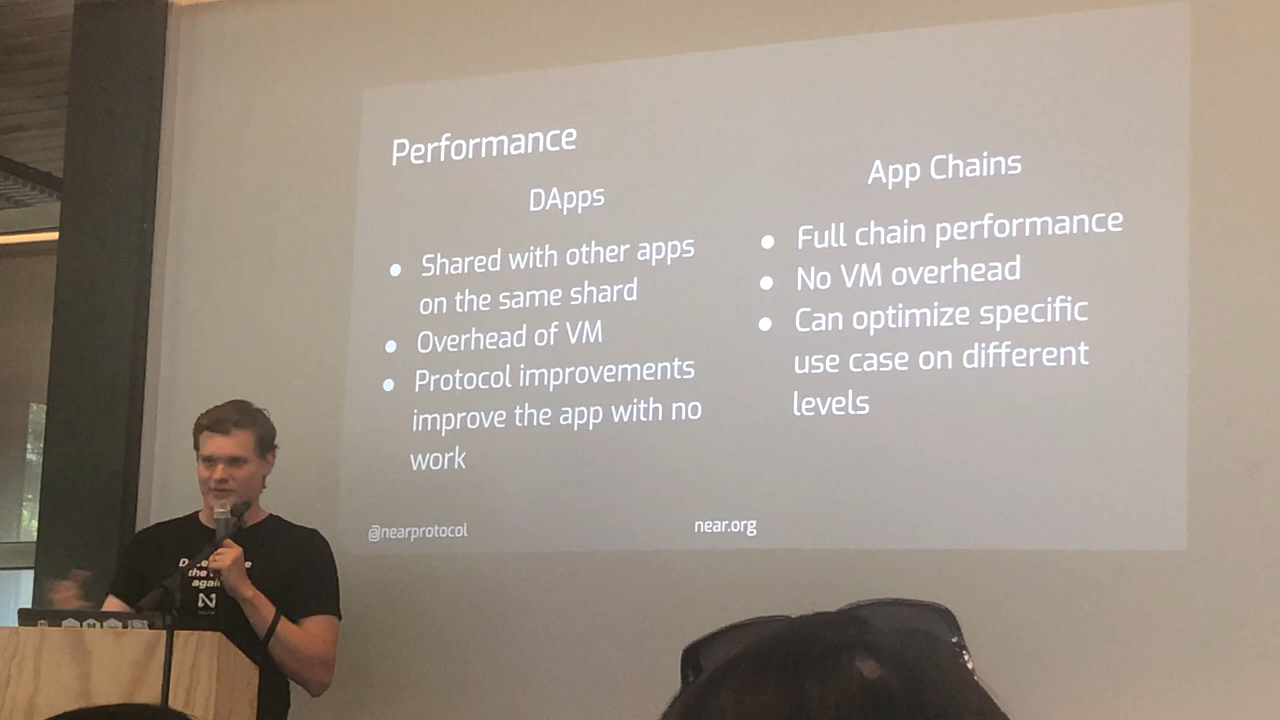 Performance
DApps
● Shared with other apps
on the same shard
● Overhead of VM
● Protocol improvements
improve the app with no
work
App Chains
● Full chain performance
● No VM overhead
● Can optimize specific
use case on different
levels
@nearprotocol
near.org
the